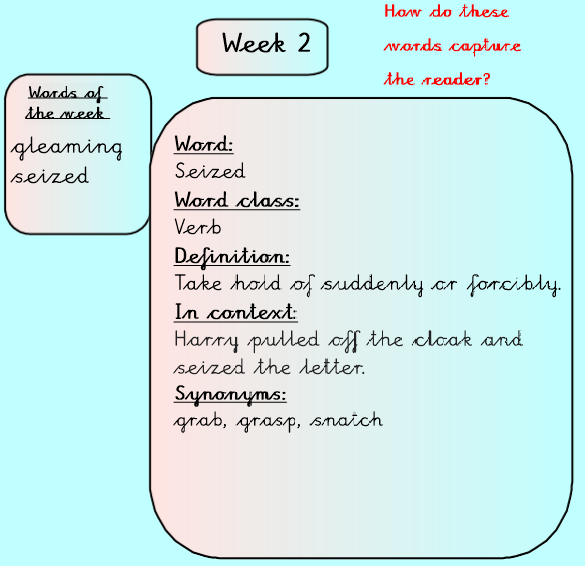 Week 2
How do these
words capture
the reader?
Words of
the week
gleaming
seized
Word:
Seized
Word class:
Verb
Definition:
Take hold of suddenly or forcibly.
In context:
Harry pulled off the cloak and
seized the letter.
Synonyms:
grab, grasp, snatch